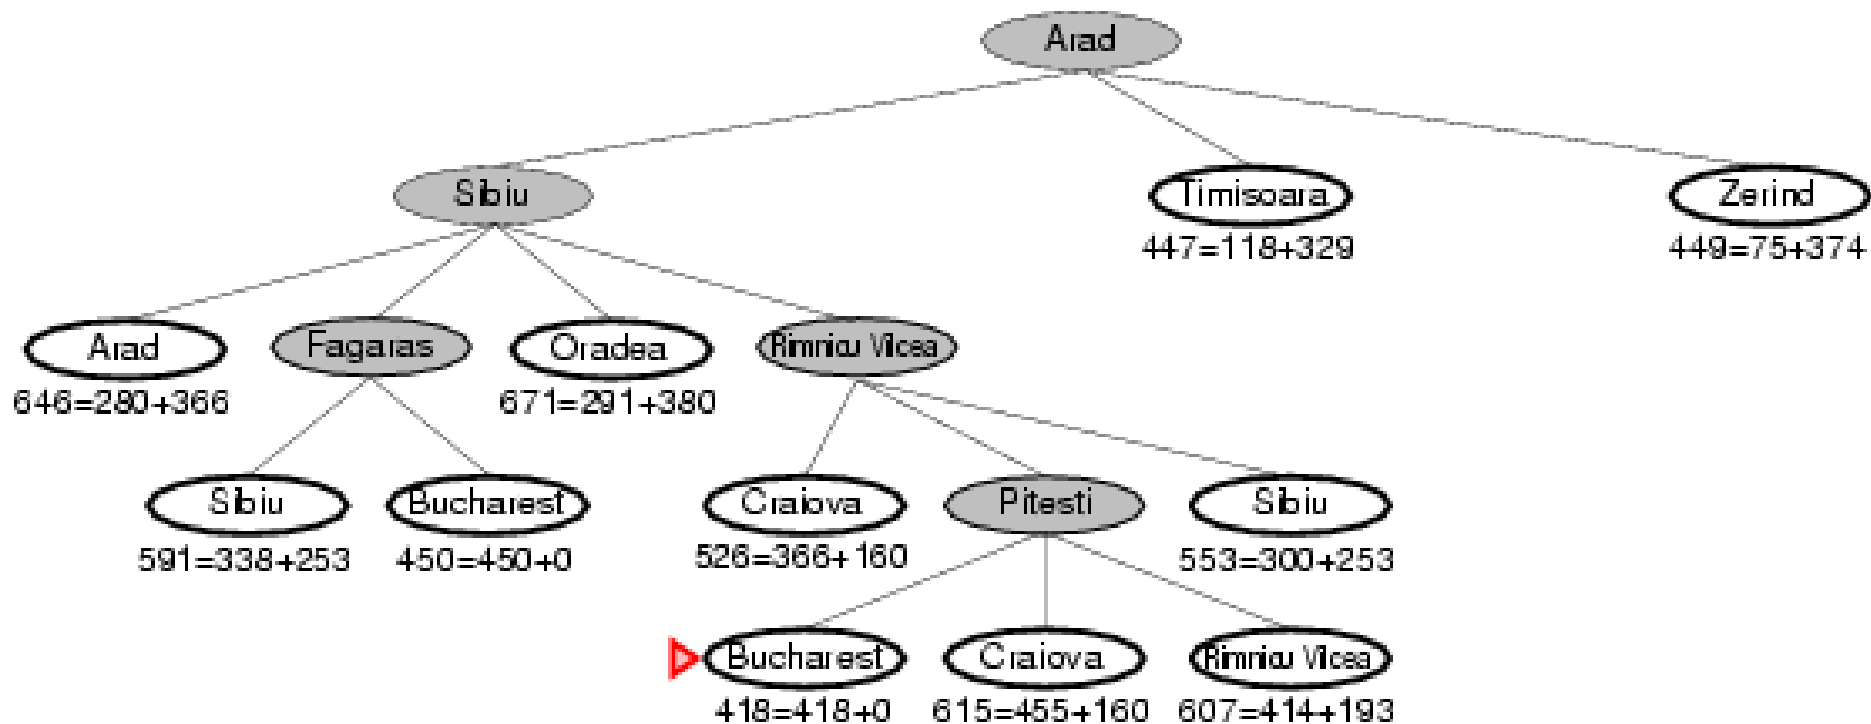 Arad
Sibiu Timisoara Zerind
447=118+329 449=75+374
Arad Fagaras Oradea Rimnicu Vilcea
646=280+366 671=291+380
Sibiu Bucharest Craiova Pitesti Sibiu
591=338+253 450=450+0 526=366+160 553=300+253
Bucharest Craiova Rimnicu Vilcea
418=418+0 615=455+160 607=414+193